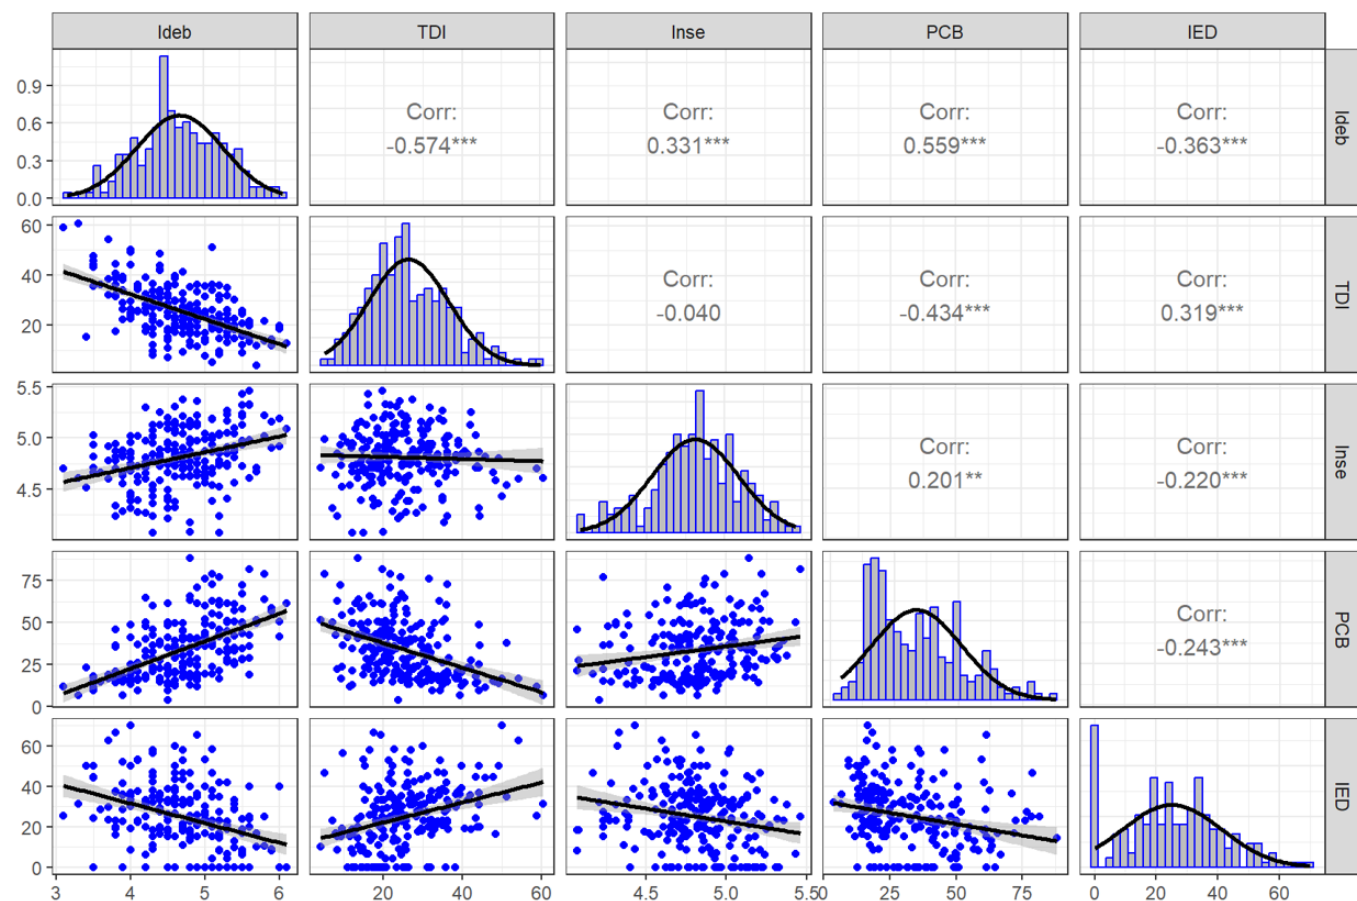 Ideb TDI Inse PCB IED
0.9
0.6
0.3
0.0
Corr:
-0.574***
Corr:
0.331***
Corr:
0.559***
Corr:
-0.363***
Ideb
60
40
20
Corr:
-0.040
Corr:
-0.434***
Corr:
0.319***
TDI
5.5
5.0
4.5
Corr:
0.201**
Corr:
-0.220***
Inse
75
50
25
0
Corr:
-0.243***
PCB
60
40
20
0
IED
3 4 5 6 20 40 60 4.5 5.0 5.5 0 25 50 75 0 20 40 60